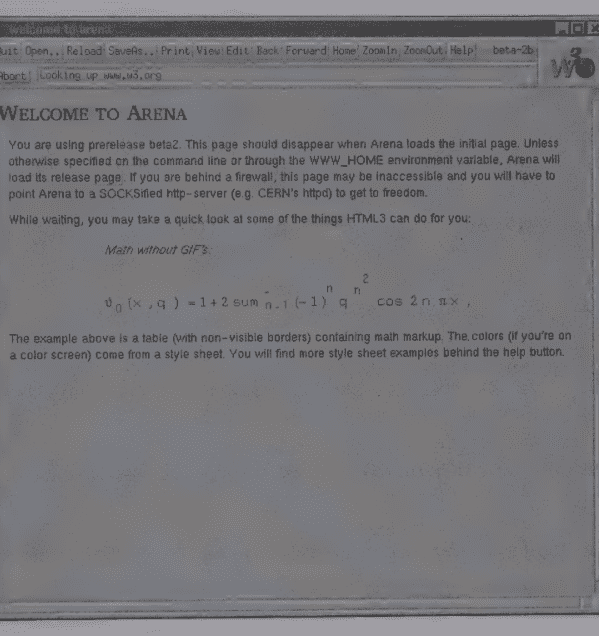 welcome to arena
Quit Open.. Reload SaveAs.. Print View Edit Back Forward Home ZoomIn ZoomOut Help beta-2b
W3
Abort Looking up www.w3.org
WELCOME TO ARENA
You are using prerelease beta2. This page should disappear when Arena loads the initial page. Unless
otherwise specified on the command line or through the WWW_HOME environment variable, Arena will
load its release page. If you are behind a firewall, this page may be inaccessible and you will have to
point Arena to a SOCKSified http-server (e.g. CERN's httpd) to get to freedom.
While waiting, you may take a quick look at some of the things HTML3 can do for you:
Math without GIF's:
n n 2
ϑ0 (x , q ) = 1 + 2 sum n=1 (-1) q cos 2 n π x ,
The example above is a table (with non-visible borders) containing math markup. The colors (if you're on
a color screen) come from a style sheet. You will find more style sheet examples behind the help button.